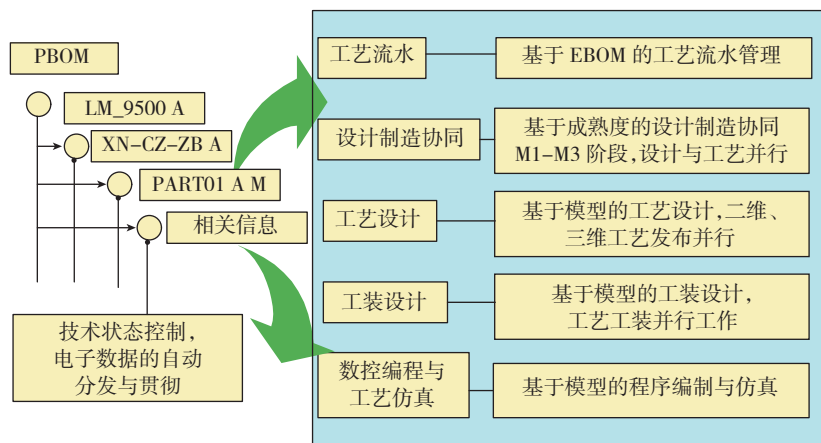 PBOM
LM_9500 A
XN-CZ-ZB A
PART01 A M
相关信息
技术状态控制，
电子数据的自动
分发与贯彻
工艺流水
基于 EBOM 的工艺流水管理
设计制造协同
基于成熟度的设计制造协同
M1-M3 阶段，设计与工艺并行
工艺设计
基于模型的工艺设计，二维、
三维工艺发布并行
工装设计
基于模型的工装设计，
工艺工装并行工作
数控编程与
工艺仿真
基于模型的程序编制与仿真